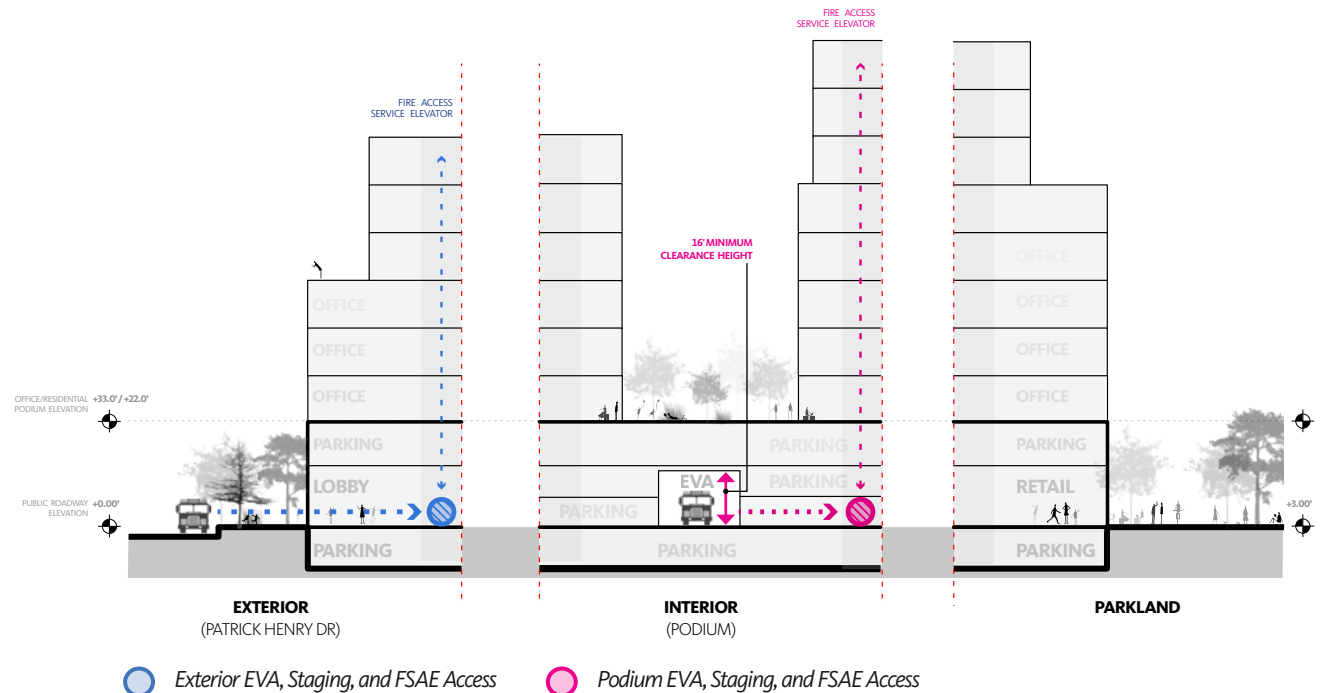 FIRE ACCESS
SERVICE ELEVATOR
FIRE ACCESS
SERVICE ELEVATOR
16' MINIMUM
CLEARANCE HEIGHT
OFFICE
OFFICE
OFFICE
OFFICE
OFFICE
OFFICE
OFFICE
OFFICE/RESIDENTIAL +33.0' / +22.0'
PODIUM ELEVATION
PARKING
PARKING
PARKING
LOBBY
EVA
PARKING
RETAIL
PUBLIC ROADWAY +0.00'
ELEVATION
PARKING
+3.00'
PARKING
PARKING
PARKING
EXTERIOR
(PATRICK HENRY DR)
INTERIOR
(PODIUM)
PARKLAND
Exterior EVA, Staging, and FSAE Access
Podium EVA, Staging, and FSAE Access